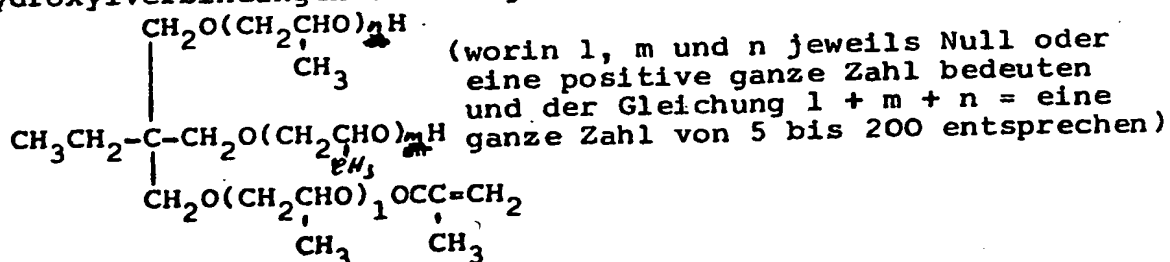 CH2O(CH2CHO)nH
CH3
(worin l, m und n jeweils Null oder
eine positive ganze Zahl bedeuten
und der Gleichung l + m + n = eine
ganze Zahl von 5 bis 200 entsprechen)
CH3CH2-C-CH2O(CH2CHO)mH
CH3
CH2O(CH2CHO)lOCC=CH2
CH3 CH3